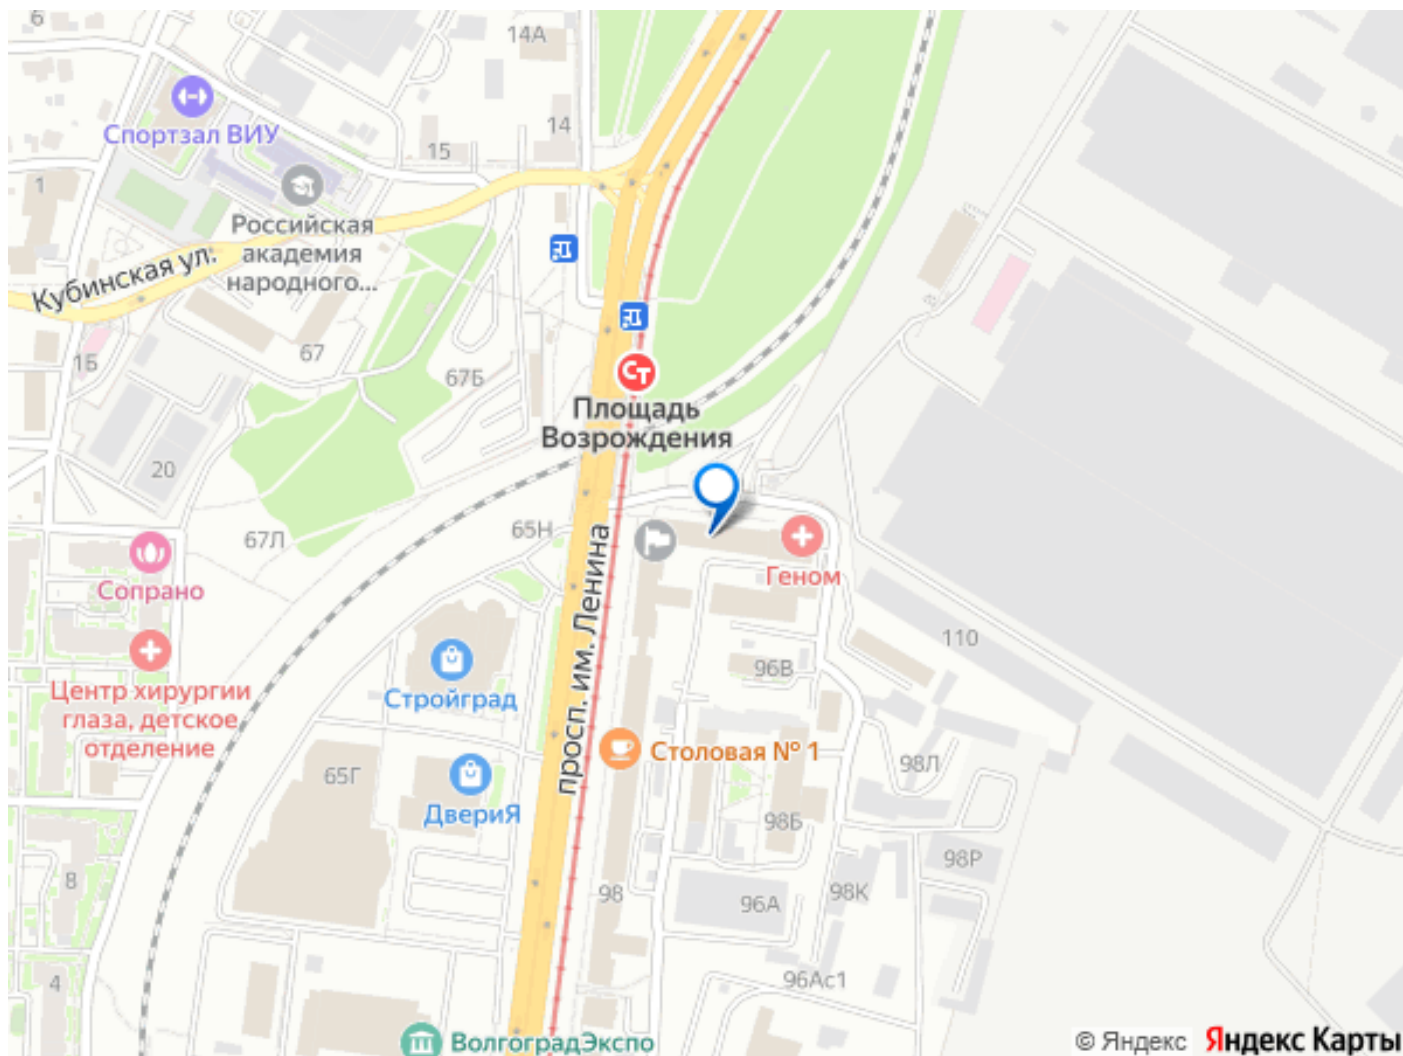 6
14А
14
15
Спортзал ВИУ
1
Российская
академия
народного...
Кубинская ул.
1Б
67
67Б
20
Ст
Площадь
Возрождения
67Л
65Н
Сопрано
Геном
110
просп. им. Ленина
96В
Центр хирургии
глаза, детское
отделение
Стройград
65Г
Столовая № 1
98Л
ДвериЯ
98Б
98Р
8
98
96А
98К
4
96Ас1
ВолгоградЭкспо
© Яндекс Яндекс Карты